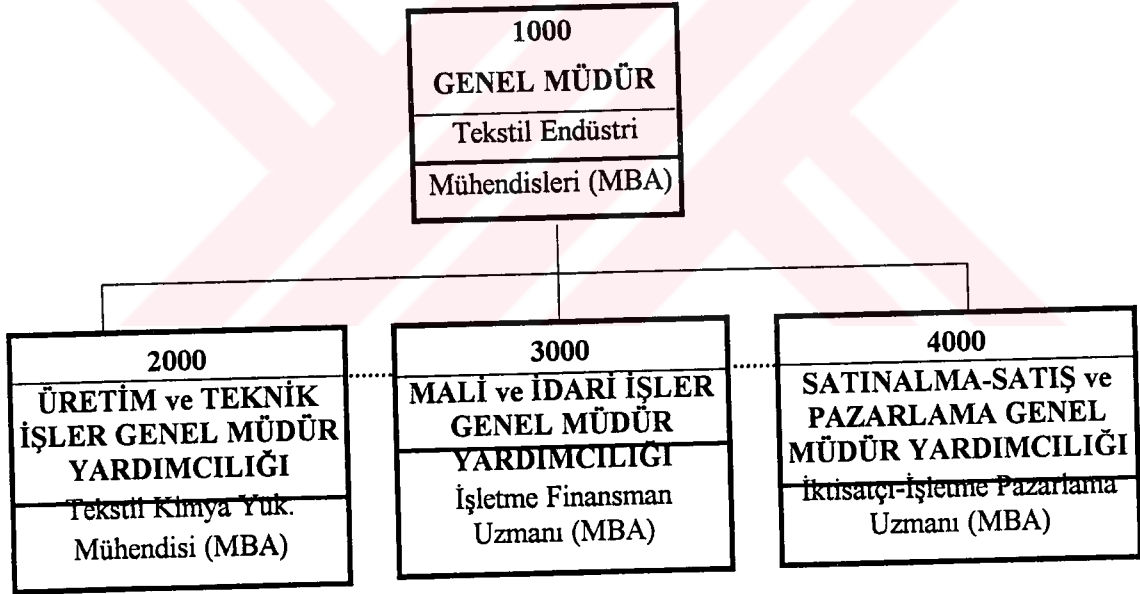 1000
GENEL MÜDÜR
Tekstil Endüstri
Mühendisleri (MBA)
2000
ÜRETİM ve TEKNİK
İŞLER GENEL MÜDÜR
YARDIMCILIĞI
Tekstil Kimya Yük.
Mühendisi (MBA)
3000
MALİ ve İDARİ İŞLER
GENEL MÜDÜR
YARDIMCILIĞI
İşletme Finansman
Uzmanı (MBA)
4000
SATINALMA-SATIŞ ve
PAZARLAMA GENEL
MÜDÜR YARDIMCILIĞI
İktisatçı-İşletme Pazarlama
Uzmanı (MBA)